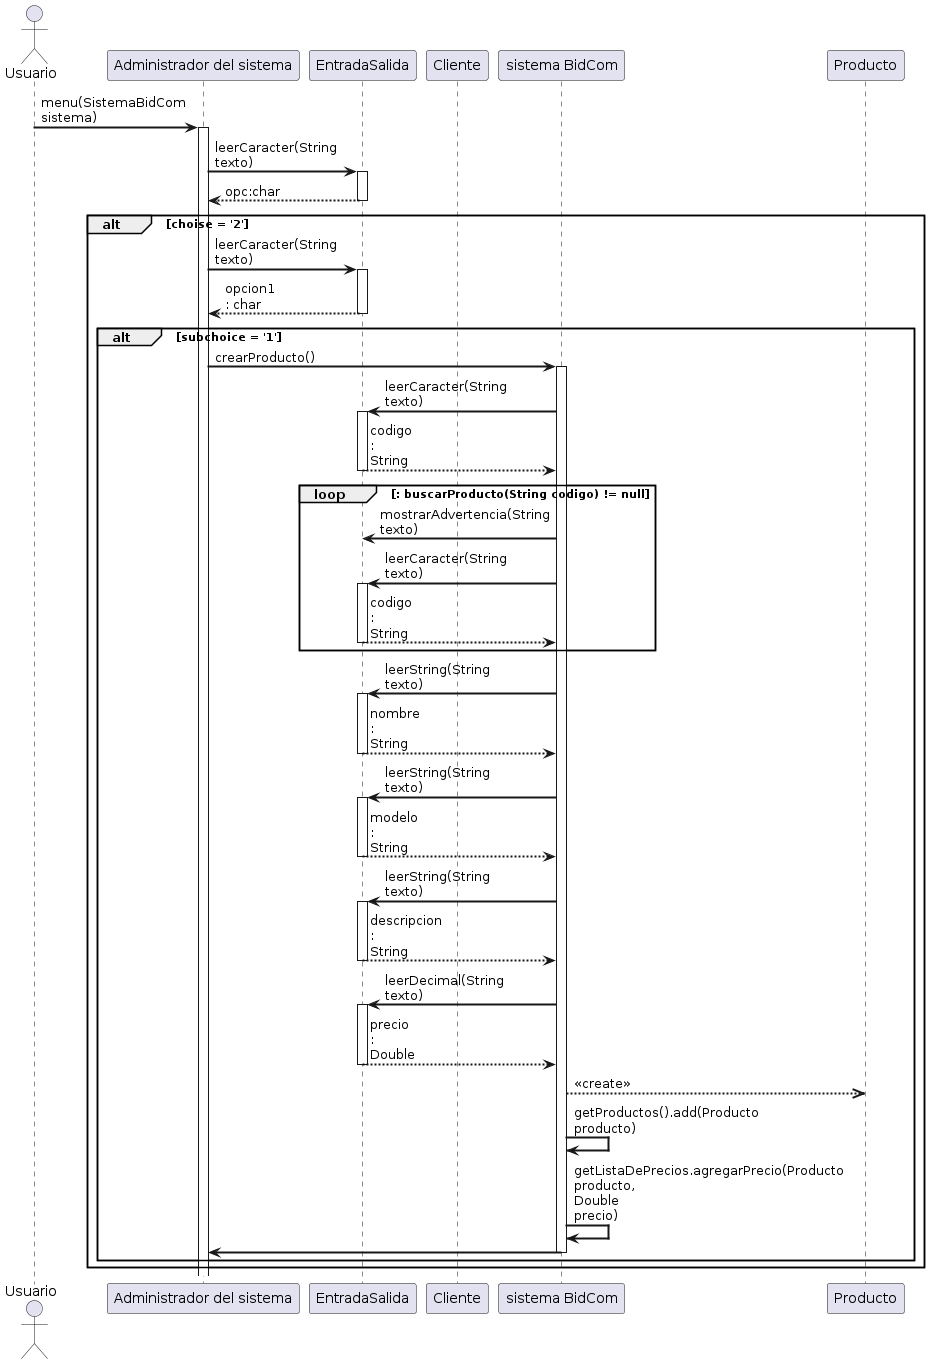 Usuario
Administrador del sistema
EntradaSalida
Cliente
sistema BidCom
Producto
menu(SistemaBidCom
sistema)
leerCaracter(String
texto)
opc:char
alt
[choise = '2']
leerCaracter(String
texto)
opcion1
: char
alt
[subchoice = '1']
crearProducto()
leerCaracter(String
texto)
codigo
:
String
loop
[: buscarProducto(String codigo) != null]
mostrarAdvertencia(String
texto)
leerCaracter(String
texto)
codigo
:
String
leerString(String
texto)
nombre
:
String
leerString(String
texto)
modelo
:
String
leerString(String
texto)
descripcion
:
String
leerDecimal(String
texto)
precio
:
Double
«create»
getProductos().add(Producto
producto)
getListaDePrecios.agregarPrecio(Producto
producto,
Double
precio)
Usuario
Administrador del sistema
EntradaSalida
Cliente
sistema BidCom
Producto